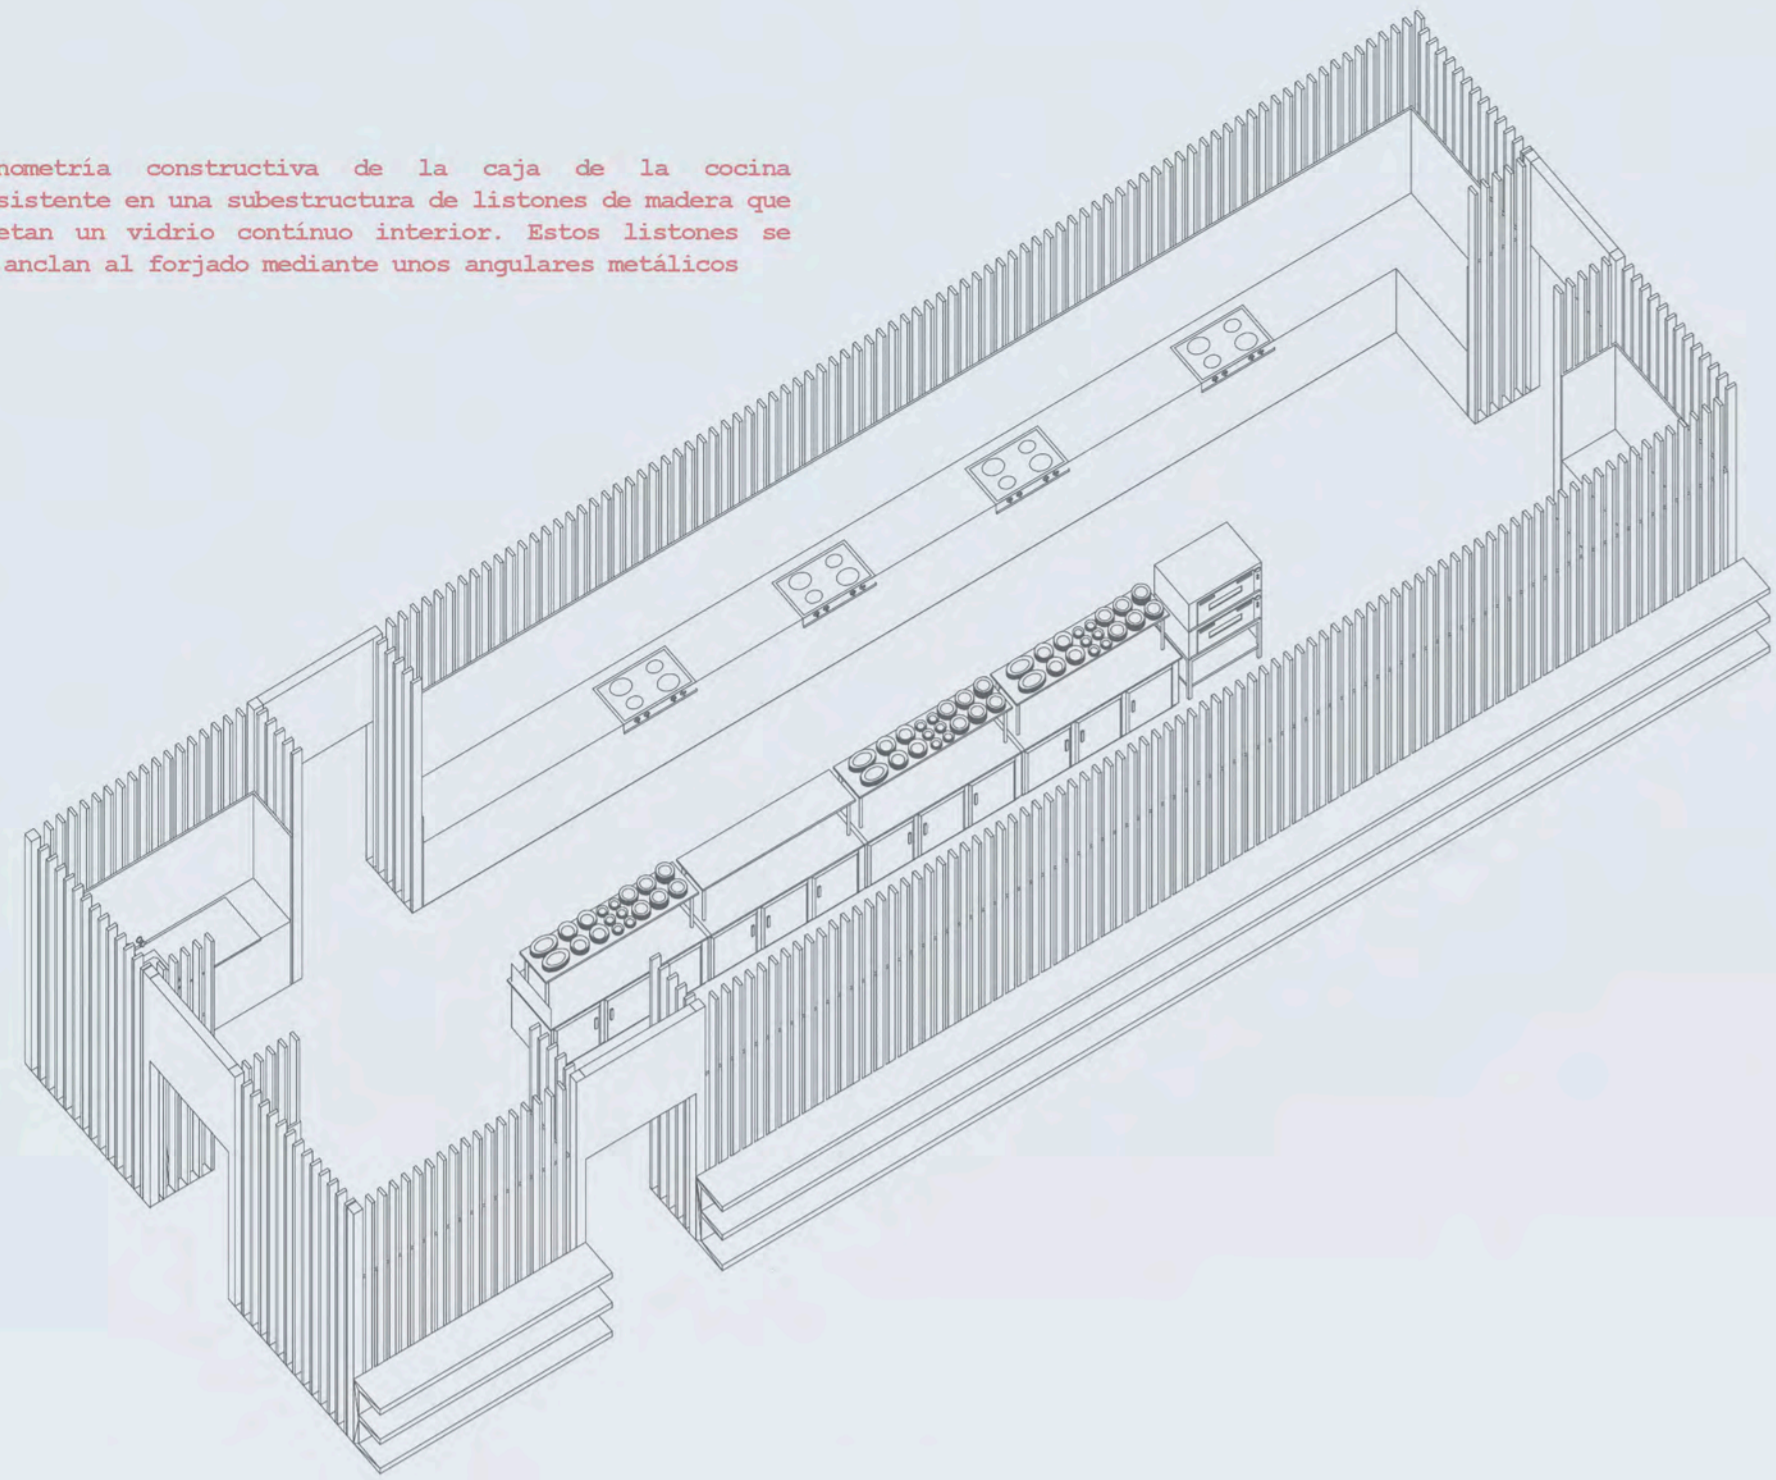 nometría constructiva de la caja de la cocina
sistente en una subestructura de listones de madera que
etan un vidrio contínuo interior. Estos listones se
anclan al forjado mediante unos angulares metálicos